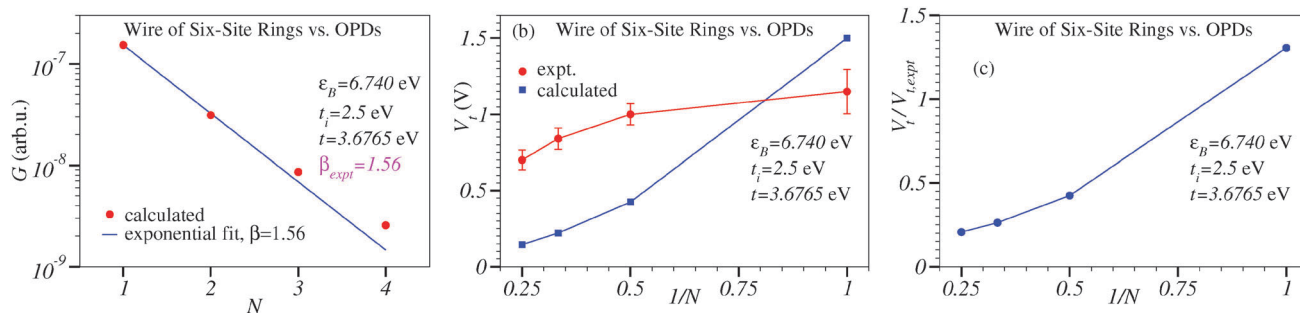 Wire of Six-Site Rings vs. OPDs
10⁻⁷
10⁻⁸
10⁻⁹
G (arb.u.)
ε_B=6.740 eV
t_i=2.5 eV
t=3.6765 eV
β_expt=1.56
calculated
exponential fit, β=1.56
1 2 3 4
N
Wire of Six-Site Rings vs. OPDs
(b)
1.5
1
0.5
0
V_t (V)
expt.
calculated
ε_B=6.740 eV
t_i=2.5 eV
t=3.6765 eV
0.25 0.5 0.75 1
1/N
Wire of Six-Site Rings vs. OPDs
(c)
1.5
1
0.5
0
V_t/V_t,expt
ε_B=6.740 eV
t_i=2.5 eV
t=3.6765 eV
0.25 0.5 0.75 1
1/N